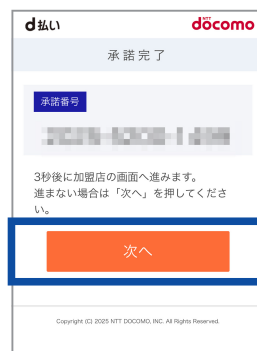 d払い
NTT
docomo
承諾完了
承諾番号
3秒後に加盟店の画面へ進みます。
進まない場合は「次へ」を押してくださ
い。
次へ
Copyright (C) 2025 NTT DOCOMO, INC. All Rights Reserved.